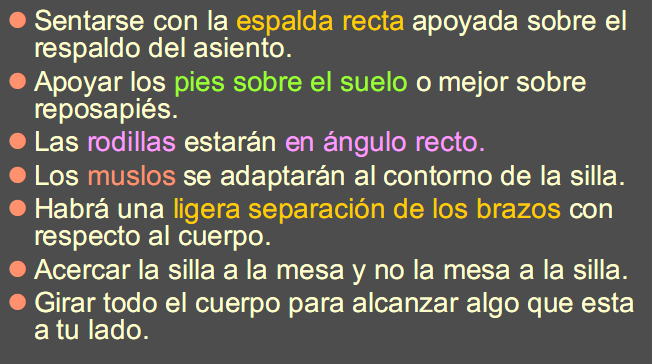 Sentarse con la espalda recta apoyada sobre el
respaldo del asiento.
Apoyar los pies sobre el suelo o mejor sobre
reposapiés.
Las rodillas estarán en ángulo recto.
Los muslos se adaptarán al contorno de la silla.
Habrá una ligera separación de los brazos con
respecto al cuerpo.
Acercar la silla a la mesa y no la mesa a la silla.
Girar todo el cuerpo para alcanzar algo que esta
a tu lado.